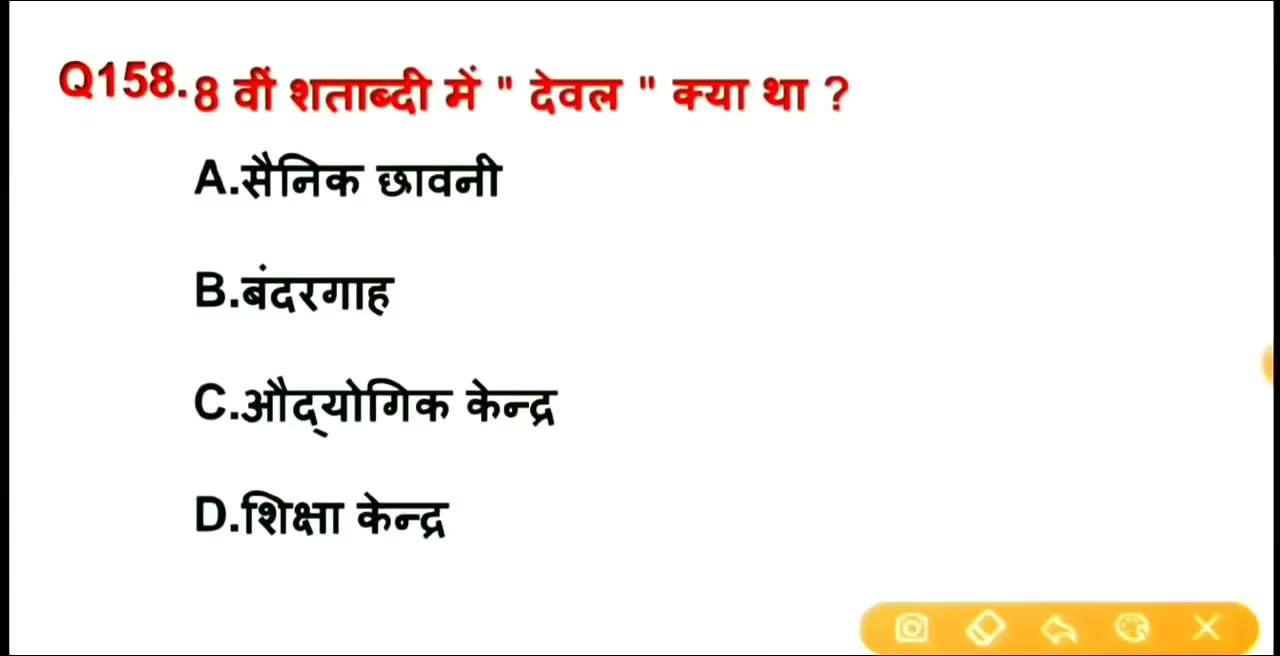 Q158. 8 वीं शताब्दी में " देवल " क्या था ?
A.सैनिक छावनी
B.बंदरगाह
C.औद्‌योगिक केन्द्र
D.शिक्षा केन्द्र